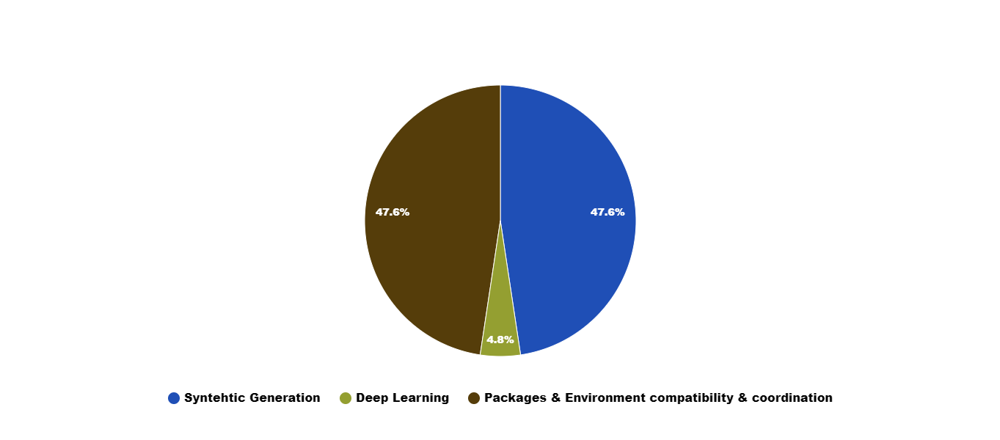 47.6% 47.6%
4.8%
Syntehtic Generation Deep Learning Packages & Environment compatibility & coordination